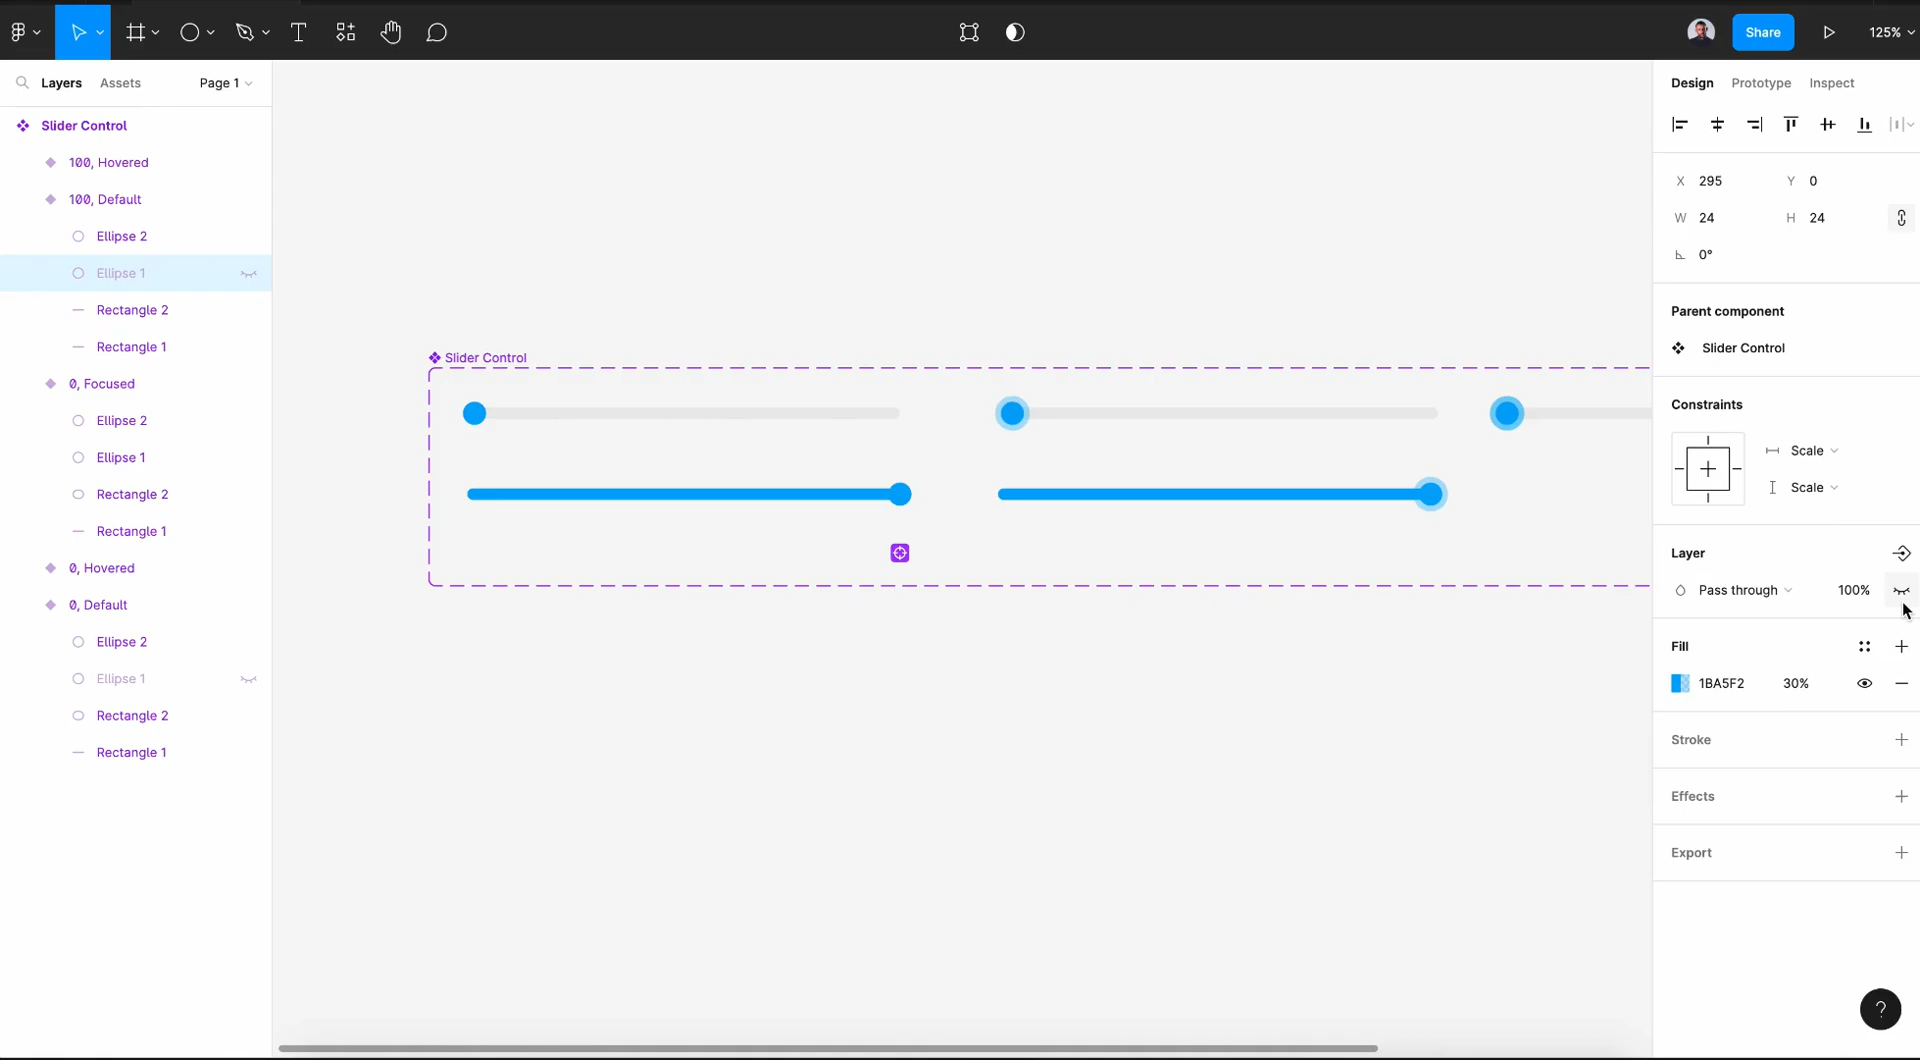 Share
125%
Layers
Assets
Page 1
Slider Control
100, Hovered
100, Default
Ellipse 2
Ellipse 1
Rectangle 2
Rectangle 1
0, Focused
Ellipse 2
Ellipse 1
Rectangle 2
Rectangle 1
0, Hovered
0, Default
Ellipse 2
Ellipse 1
Rectangle 2
Rectangle 1
Slider Control
Design
Prototype
Inspect
X 295 Y 0
W 24 H 24
0°
Parent component
Slider Control
Constraints
Scale
Scale
Layer
Pass through 100%
Fill
1BA5F2 30%
Stroke
Effects
Export
?